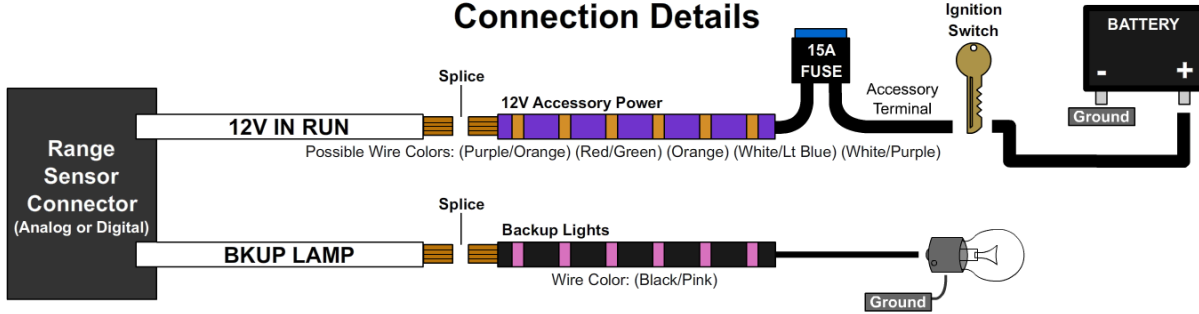 Connection Details
Ignition
Switch
BATTERY
- +
15A
FUSE
Splice
12V Accessory Power
Accessory
Terminal
Ground
12V IN RUN
Possible Wire Colors: (Purple/Orange) (Red/Green) (Orange) (White/Lt Blue) (White/Purple)
Range
Sensor
Connector
(Analog or Digital)
Splice
Backup Lights
BKUP LAMP
Wire Color: (Black/Pink)
Ground